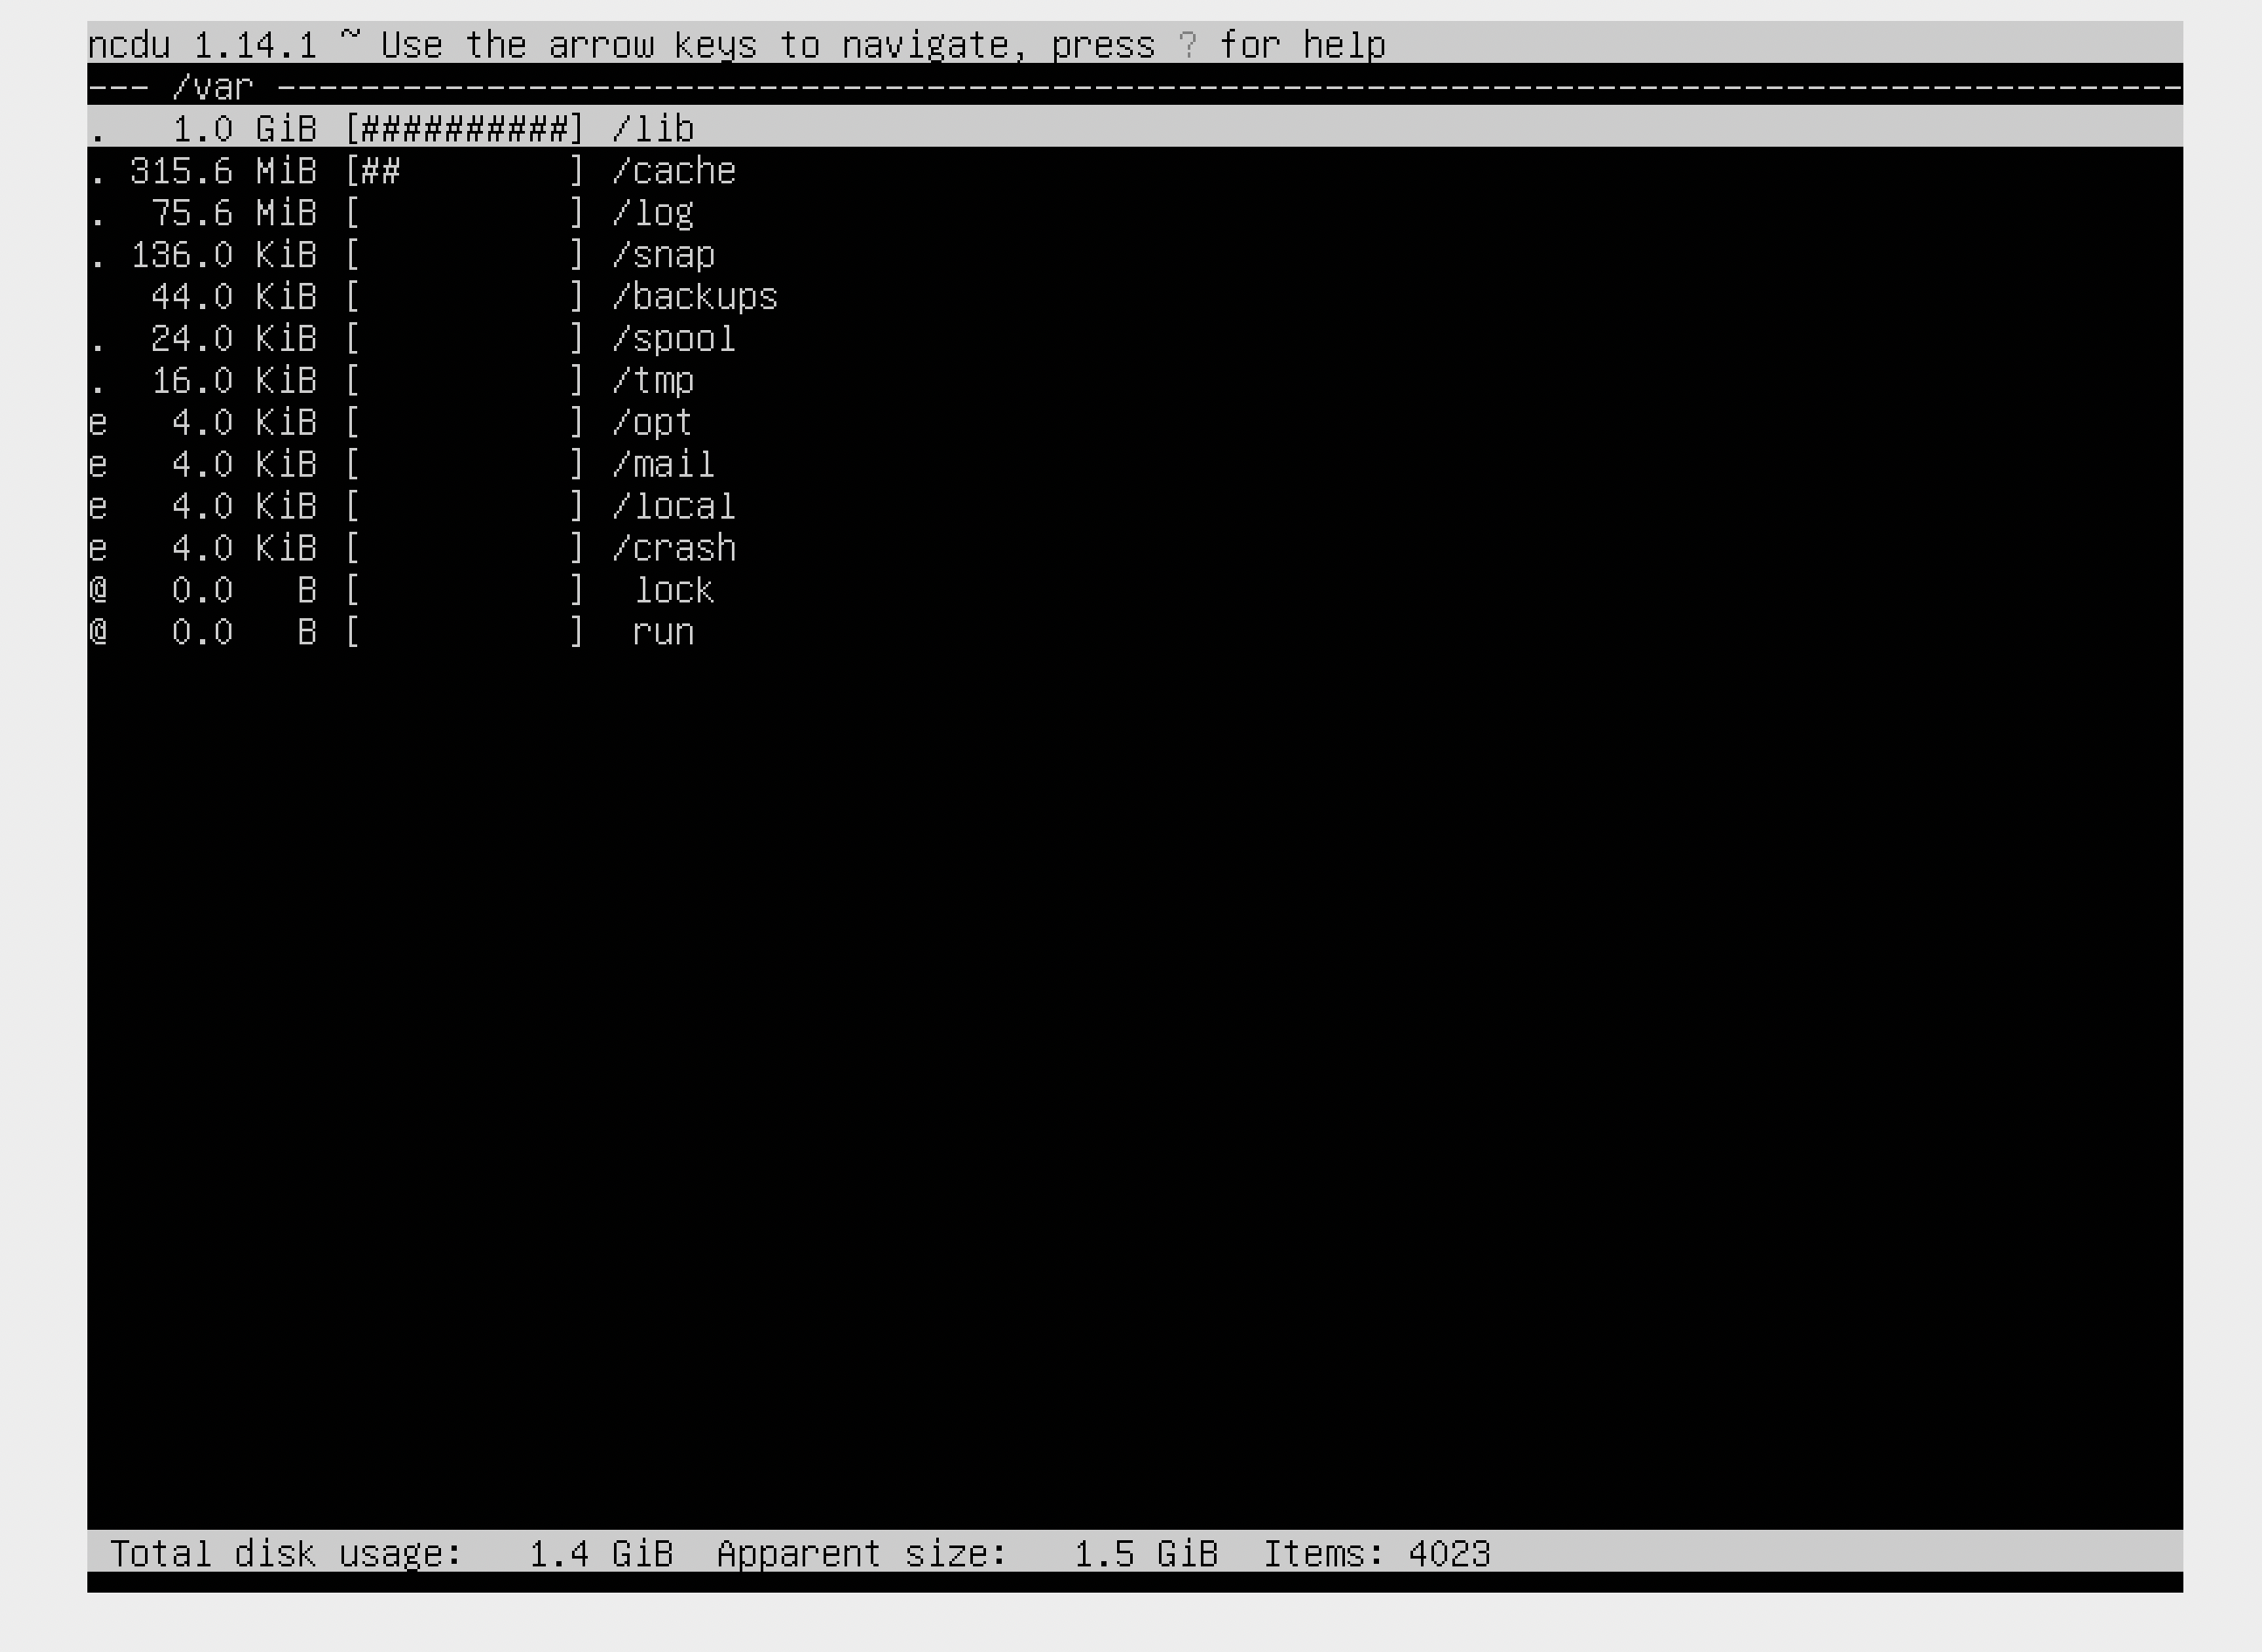 ncdu 1.14.1 ~ Use the arrow keys to navigate, press ? for help
--- /var -------------------------------------------------------------------------------------------
.   1.0 GiB [##########] /lib
. 315.6 MiB [##        ] /cache
.  75.6 MiB [          ] /log
. 136.0 KiB [          ] /snap
   44.0 KiB [          ] /backups
.  24.0 KiB [          ] /spool
.  16.0 KiB [          ] /tmp
e   4.0 KiB [          ] /opt
e   4.0 KiB [          ] /mail
e   4.0 KiB [          ] /local
e   4.0 KiB [          ] /crash
@   0.0   B [          ]  lock
@   0.0   B [          ]  run
 Total disk usage:   1.4 GiB  Apparent size:   1.5 GiB  Items: 4023